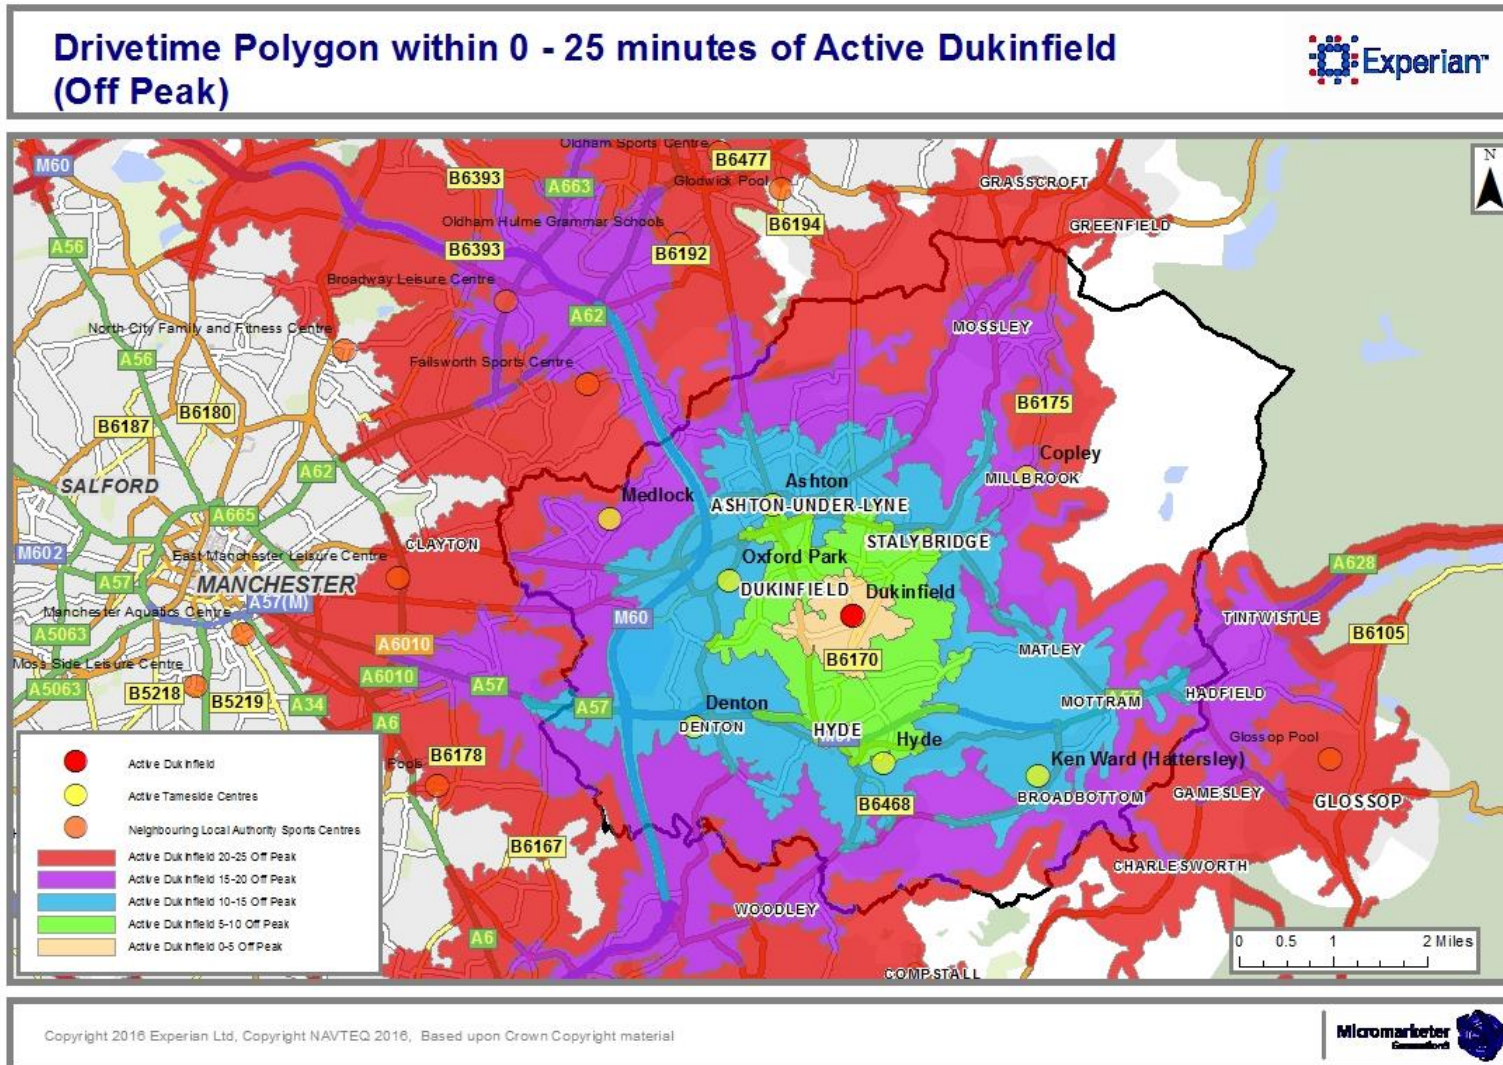 Drivetime Polygon within 0 - 25 minutes of Active Dukinfield
(Off Peak)
Experian™
N
Oldham Sports Centre
M60
B6477
B6393
A663
Glodwick Pool
GRASSCROFT
Oldham Hulme Grammar Schools
B6194
GREENFIELD
A56
B6393
B6192
Broadway Leisure Centre
A62
North City Family and Fitness Centre
MOSSLEY
A56
Failsworth Sports Centre
B6180
B6175
B6187
Copley
A62
SALFORD
Ashton
MILLBROOK
Medlock
ASHTON-UNDER-LYNE
A665
STALYBRIDGE
CLAYTON
M602
East Manchester Leisure Centre
Oxford Park
A628
A57
MANCHESTER
DUKINFIELD
Dukinfield
A57(M)
Manchester Aquatics Centre
M60
TINTWISTLE
A5063
A6010
B6105
MATLEY
Moss Side Leisure Centre
B6170
A5063
A6010
A57
B5218
B5219
A34
A57
Denton
MOTTRAM
HADFIELD
A6
DENTON
HYDE
Hyde
Glossop Pool
B6178
Pools
Ken Ward (Hattersley)
B6468
BROADBOTTOM
GAMESLEY
GLOSSOP
B6167
CHARLESWORTH
WOODLEY
A6
COMPSTALL
Active Dukinfield
Active Tameside Centres
Neighbouring Local Authority Sports Centres
Active Dukinfield 20-25 Off Peak
Active Dukinfield 15-20 Off Peak
Active Dukinfield 10-15 Off Peak
Active Dukinfield 5-10 Off Peak
Active Dukinfield 0-5 Off Peak
0 0.5 1 2 Miles
Copyright 2016 Experian Ltd, Copyright NAVTEQ 2016, Based upon Crown Copyright material
Micromarketer